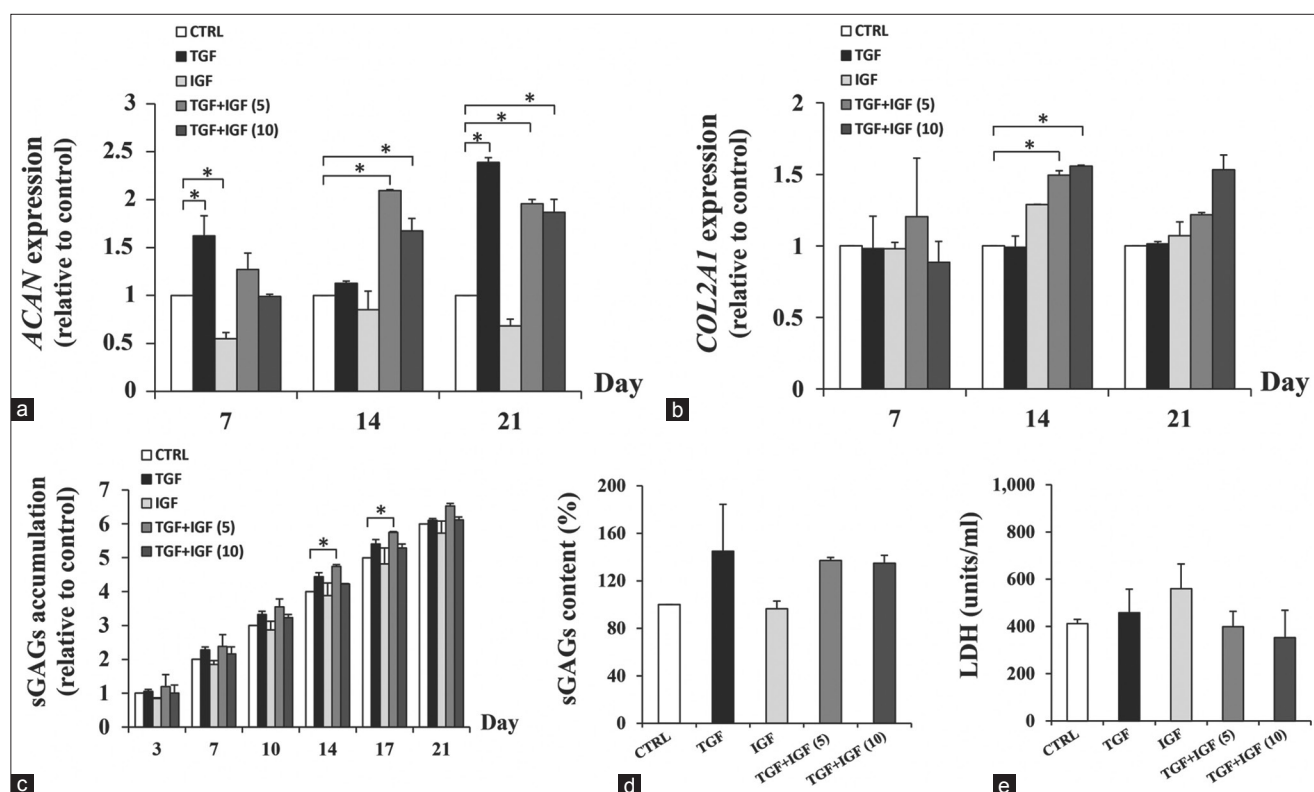 CTRL
TGF
IGF
TGF+IGF (5)
TGF+IGF (10)
ACAN expression
(relative to control)
3
2.5
2
1.5
1
0.5
0
* * * * * * *
7 14 21
Day
a
CTRL
TGF
IGF
TGF+IGF (5)
TGF+IGF (10)
COL2A1 expression
(relative to control)
2
1.5
1
0.5
0
* *
7 14 21
Day
b
CTRL
TGF
IGF
TGF+IGF (5)
TGF+IGF (10)
sGAGs accumulation
(relative to control)
7
6
5
4
3
2
1
0
* *
3 7 10 14 17 21
Day
c
sGAGs content (%)
200
160
120
80
40
0
CTRL TGF IGF TGF+IGF (5) TGF+IGF (10)
d
LDH (units/ml)
1,000
800
600
400
200
0
CTRL TGF IGF TGF+IGF (5) TGF+IGF (10)
e